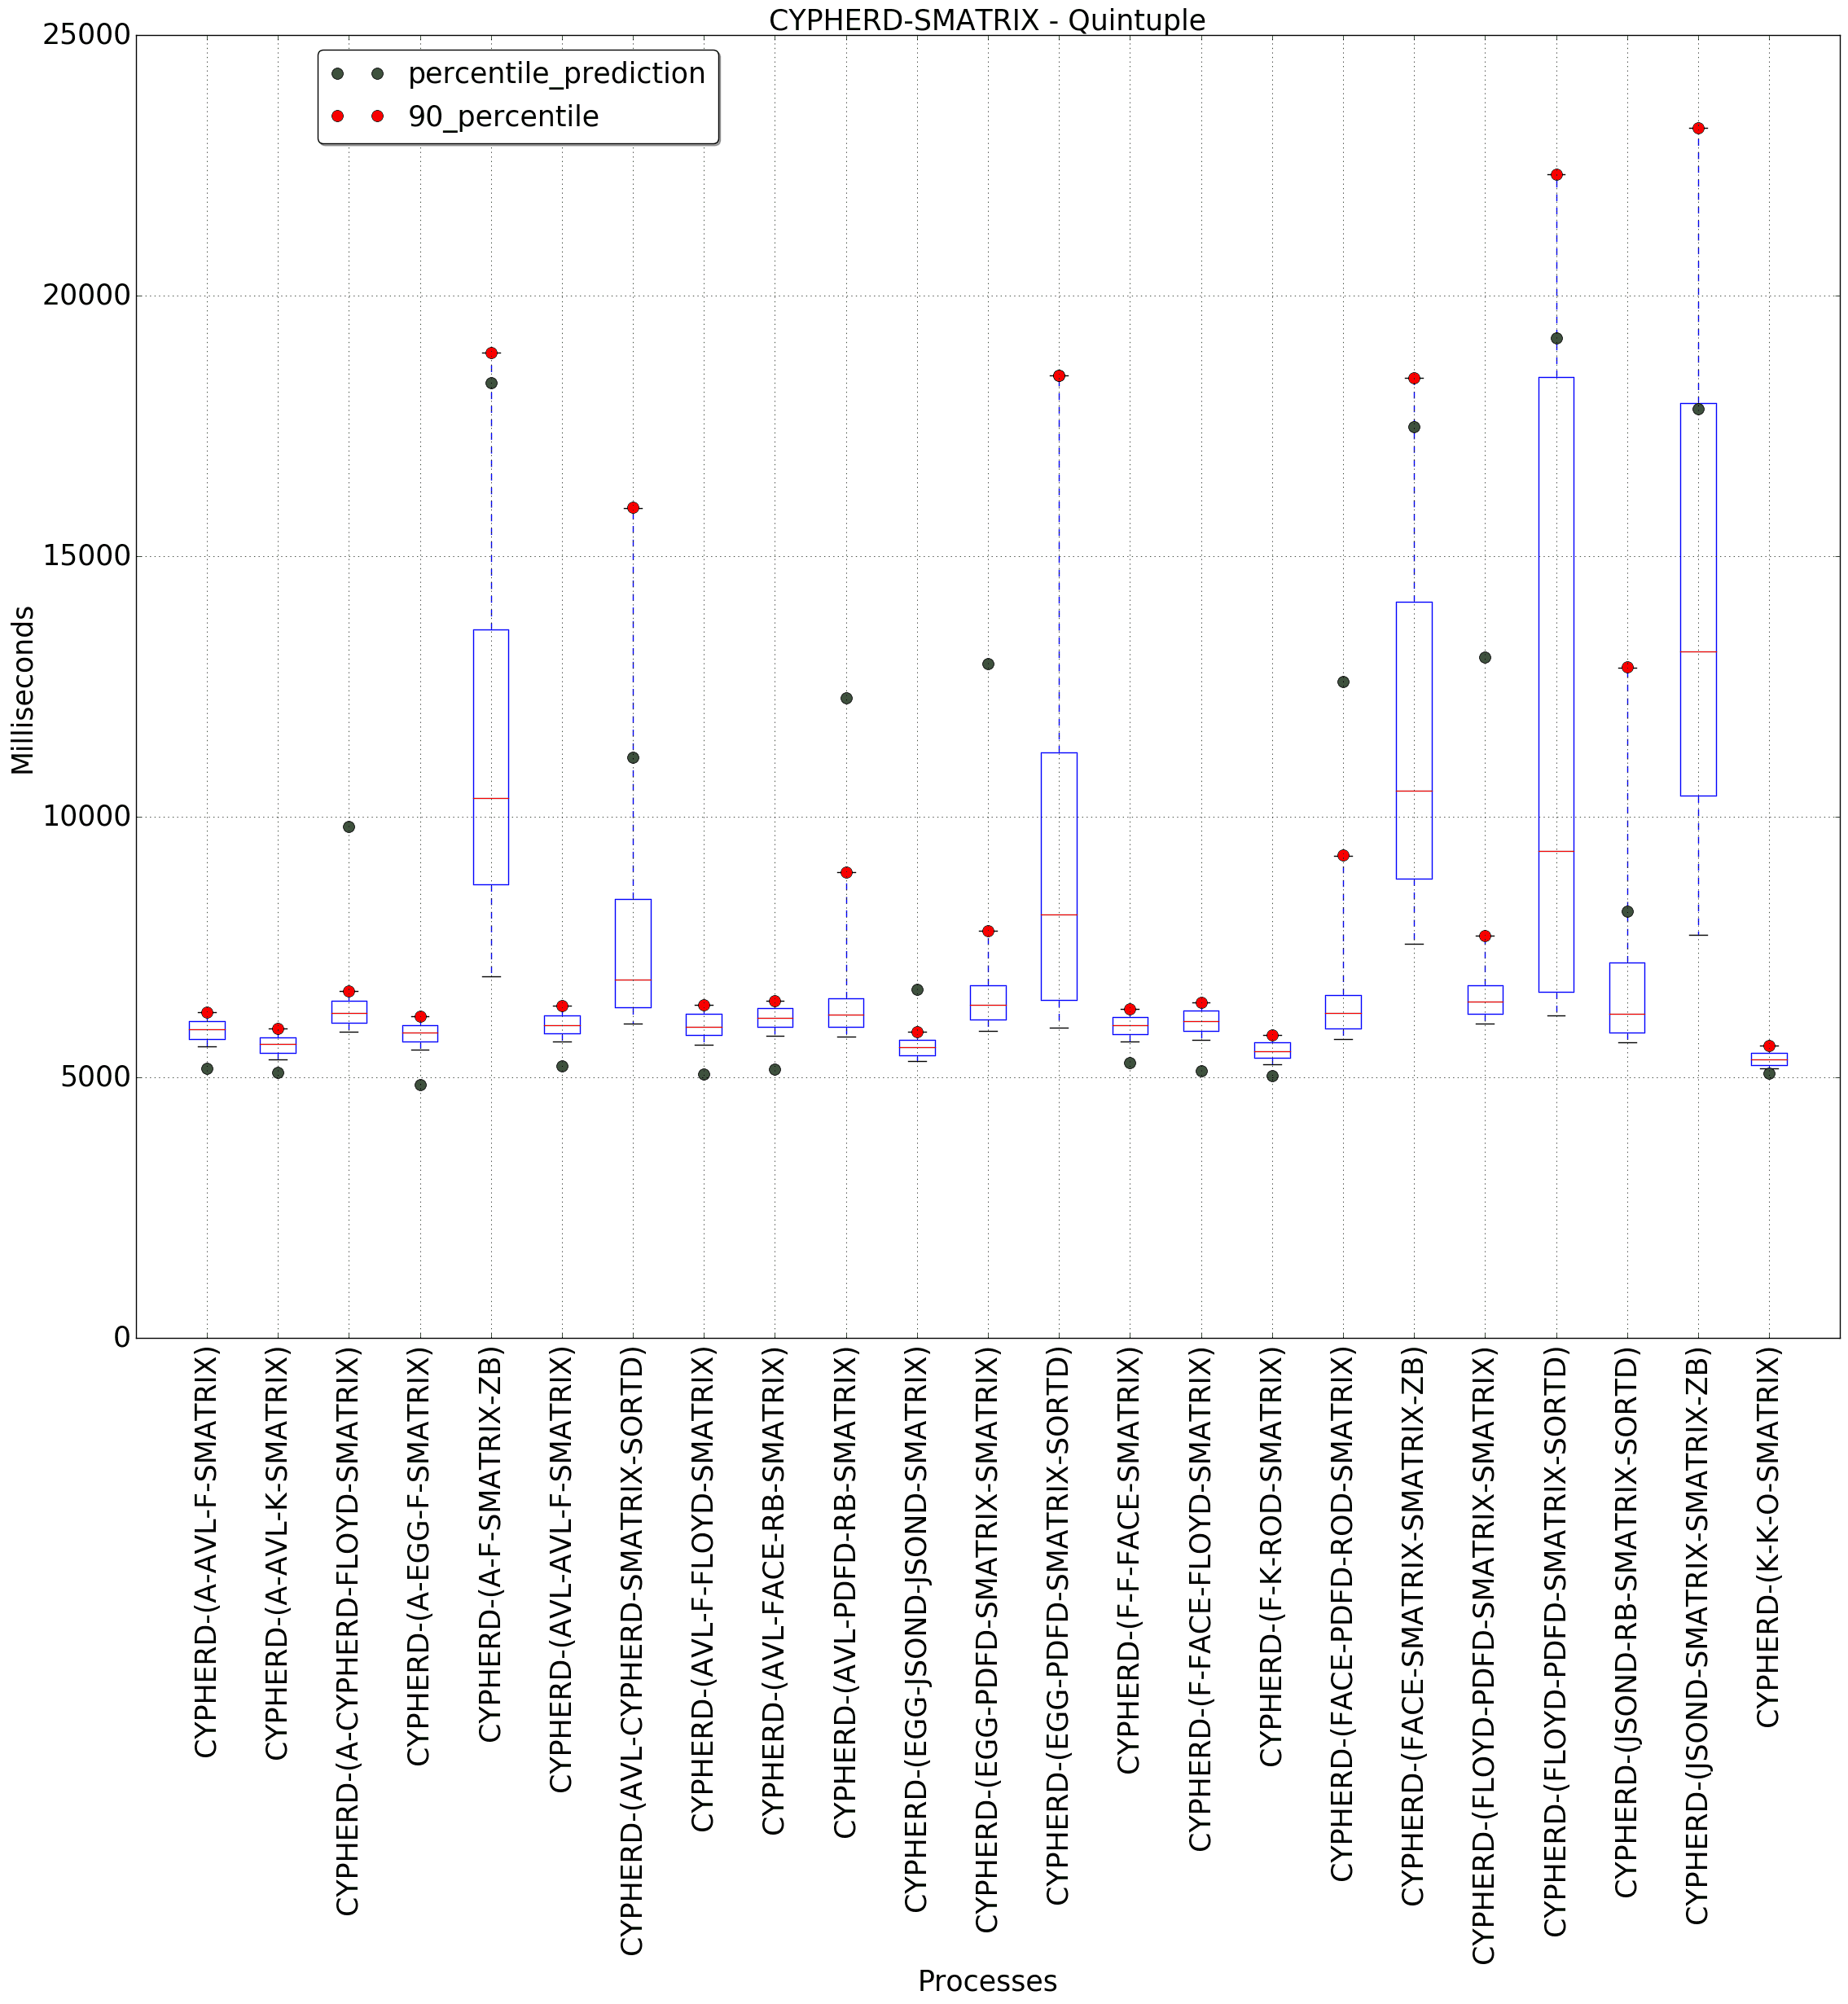 CYPHERD-SMATRIX - Quintuple
25000
20000
15000
10000
5000
0
Milliseconds
percentile_prediction
90_percentile
CYPHERD-(A-AVL-F-SMATRIX)
CYPHERD-(A-AVL-K-SMATRIX)
CYPHERD-(A-CYPHERD-FLOYD-SMATRIX)
CYPHERD-(A-EGG-F-SMATRIX)
CYPHERD-(A-F-SMATRIX-ZB)
CYPHERD-(AVL-AVL-F-SMATRIX)
CYPHERD-(AVL-CYPHERD-SMATRIX-SORTD)
CYPHERD-(AVL-F-FLOYD-SMATRIX)
CYPHERD-(AVL-FACE-RB-SMATRIX)
CYPHERD-(AVL-PDFD-RB-SMATRIX)
CYPHERD-(EGG-JSOND-JSOND-SMATRIX)
CYPHERD-(EGG-PDFD-SMATRIX-SMATRIX)
CYPHERD-(EGG-PDFD-SMATRIX-SORTD)
CYPHERD-(F-F-FACE-SMATRIX)
CYPHERD-(F-FACE-FLOYD-SMATRIX)
CYPHERD-(F-K-ROD-SMATRIX)
CYPHERD-(FACE-PDFD-ROD-SMATRIX)
CYPHERD-(FACE-SMATRIX-SMATRIX-ZB)
CYPHERD-(FLOYD-PDFD-SMATRIX-SMATRIX)
CYPHERD-(FLOYD-PDFD-SMATRIX-SORTD)
CYPHERD-(JSOND-RB-SMATRIX-SORTD)
CYPHERD-(JSOND-SMATRIX-SMATRIX-ZB)
CYPHERD-(K-K-O-SMATRIX)
Processes